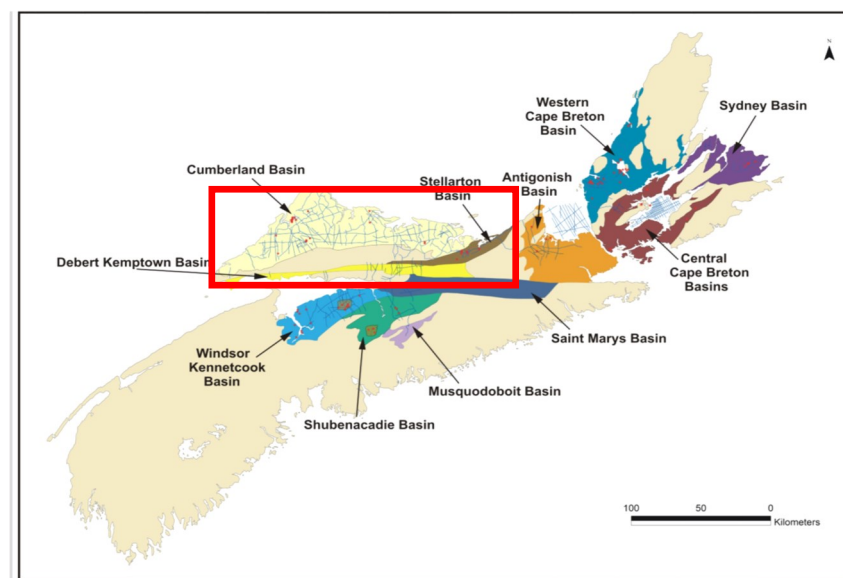 N
Western
Cape Breton
Basin
Sydney Basin
Cumberland Basin
Stellarton
Basin
Antigonish
Basin
Debert Kemptown Basin
Central
Cape Breton
Basins
Saint Marys Basin
Windsor
Kennetcook
Basin
Musquodoboit Basin
Shubenacadie Basin
100 50 0
Kilometers